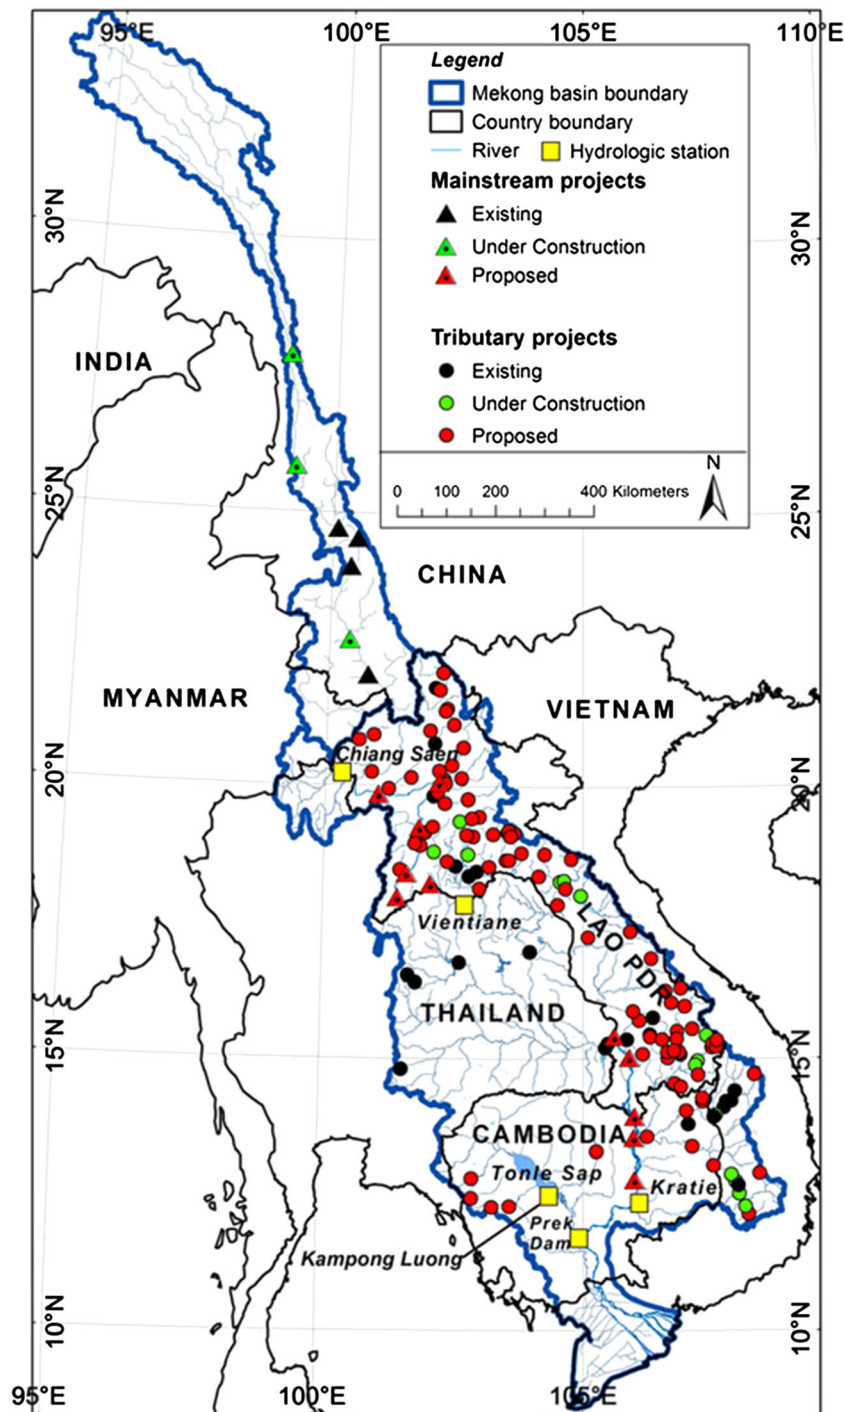 95°E 100°E 105°E 110°E
Legend
Mekong basin boundary
Country boundary
River Hydrologic station
Mainstream projects
Existing
Under Construction
Proposed
Tributary projects
Existing
Under Construction
Proposed
N
0 100 200 400 Kilometers
30°N 30°N
INDIA
25°N 25°N
CHINA
MYANMAR
VIETNAM
Chiang Saen
20°N 20°N
Vientiane
LAO PDR
THAILAND
15°N 15°N
CAMBODIA
Tonle Sap
Kratie
Prek
Dam
Kampong Luong
10°N 10°N
95°E 100°E 105°E